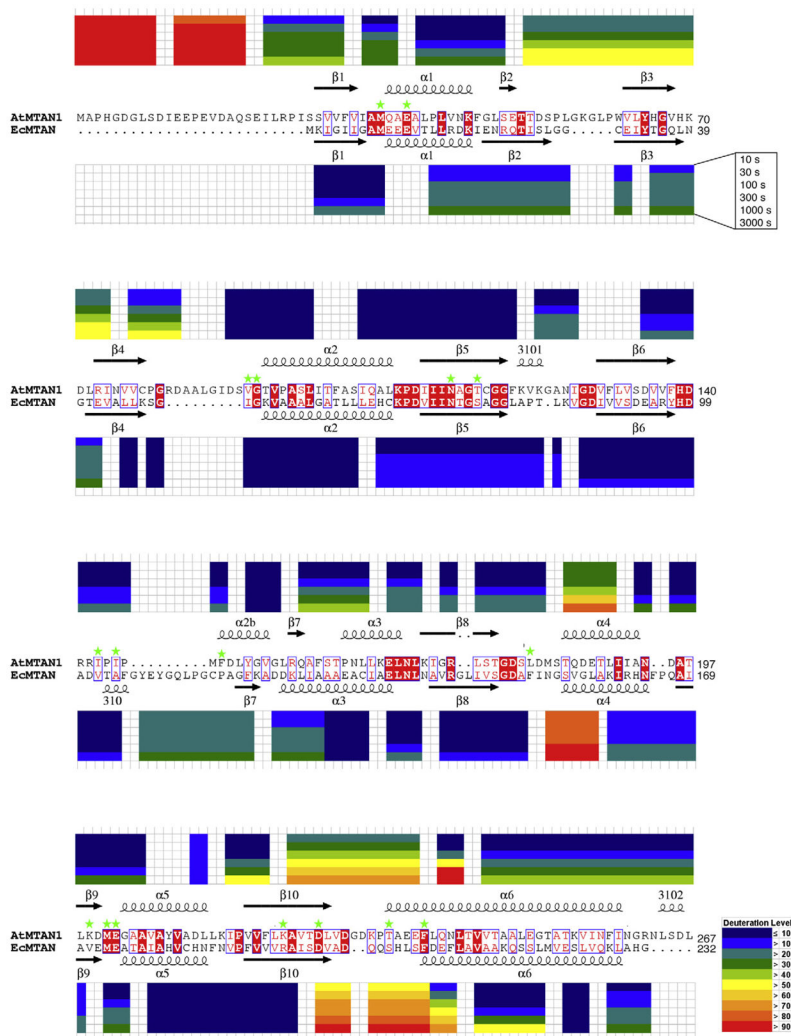 β1 α1 β2 β3
AtMTAN1 MAPHGDGLSDIEEPEVDAQSEILRPISSVVFVIAMQAEALPLVNKFGLSETTDSPLGKGLPWVLYHGVHK 70
EcMTAN ..........................MKIGIIGAMEEEVTLLRDKIENRQTISLGG....CEIYTGQLN 39
β1 α1 β2 β3
10 s
30 s
100 s
300 s
1000 s
3000 s
β4 α2 β5 3101 β6
AtMTAN1 DLRINVVCPGRDAALGIDSVGTVPASLITFASIQALKPDIIINAGTCGGFKVKGANIGDVFLVSDVVFHD 140
EcMTAN GTEVALLKSG.........IGKVAAALGATLLLEHCKPDVIINTGSAGGLAPTLKVGDIVVSDEARYHD 99
β4 α2 β5 β6
α2b β7 α3 β8 α4
AtMTAN1 RRIPIP........MFDLYGVGLRQAFSTPNLLKELNLKIGR..LSTGDSLDMSTQDETLIIAN..DAT 197
EcMTAN ADVTAFGYEYGQLPGCPAGFKADDKLIAAAEACIAELNLNAVRGLIVSGDAFINGSVGLAKIRHNFPQAI 169
310 β7 α3 β8 α4
β9 α5 β10 α6 3102
AtMTAN1 LKDMEGAAVAYVADLLKIPVVFLKAVTDLVDGDKPTAEEFLQNLTVVTAALEGTATKVINFINGRNLSDL 267
EcMTAN AVEMEATAIAHVCHNFNVPFVVVRAISDVAD..QQSHLSFDEFLAVAAKQSSLMVESLVQKLAHG..... 232
β9 α5 β10 α6
Deuteration Level
≤ 10
> 10
> 20
> 30
> 40
> 50
> 60
> 70
> 80
> 90